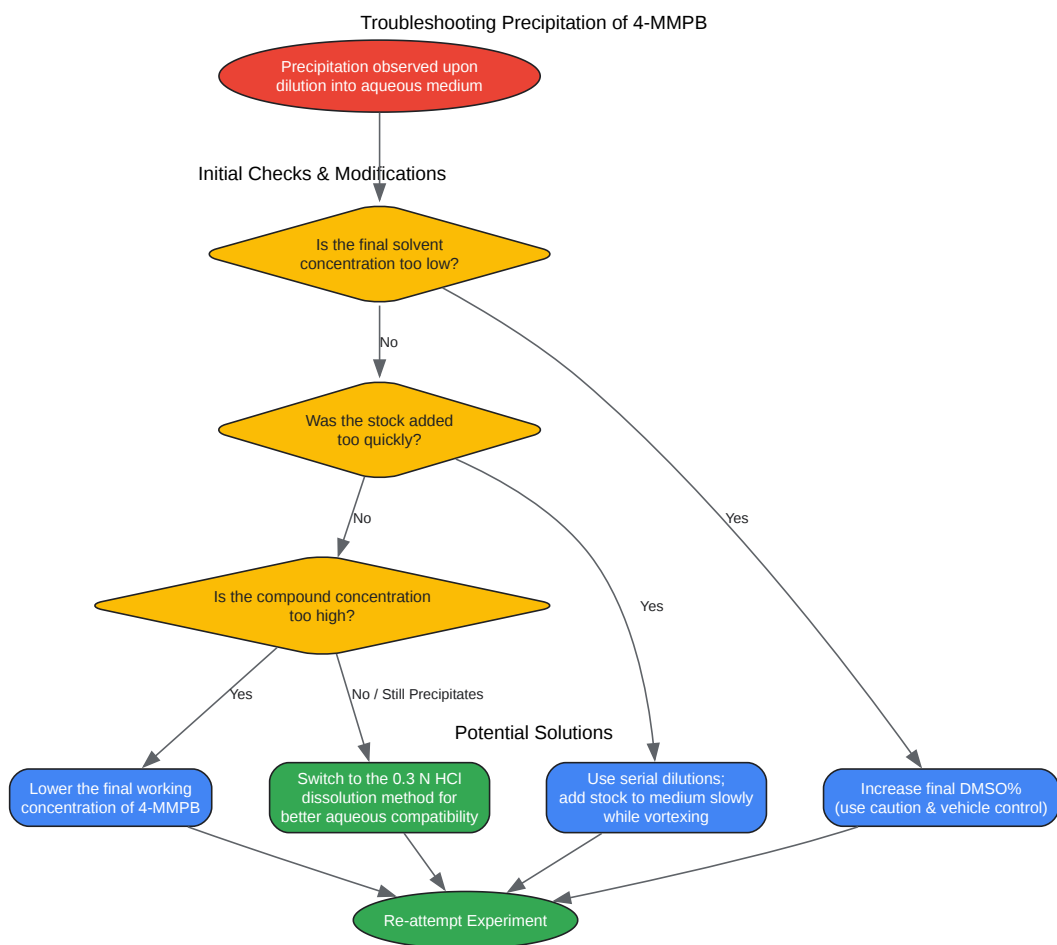 Troubleshooting Precipitation of 4-MMPB
Precipitation observed upon
dilution into aqueous medium
Initial Checks & Modifications
Is the final solvent
concentration too low?
No
Was the stock added
too quickly?
No
Yes
Is the compound concentration
too high?
Yes
Yes
No / Still Precipitates
Potential Solutions
Lower the final working
concentration of 4-MMPB
Switch to the 0.3 N HCl
dissolution method for
better aqueous compatibility
Use serial dilutions;
add stock to medium slowly
while vortexing
Increase final DMSO%
(use caution & vehicle control)
Re-attempt Experiment